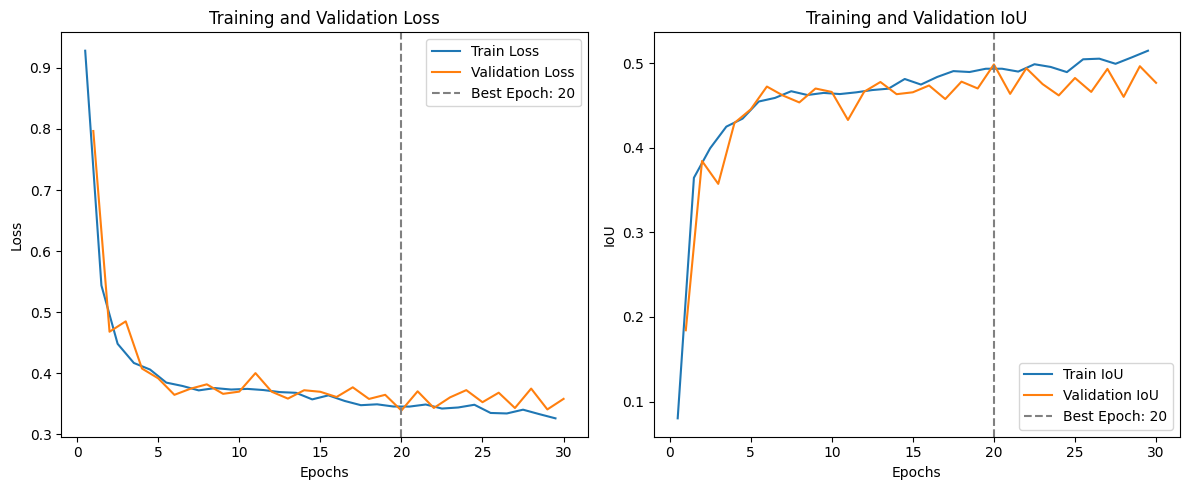 Training and Validation Loss
Loss
0.9
0.8
0.7
0.6
0.5
0.4
0.3
Train Loss
Validation Loss
Best Epoch: 20
0 5 10 15 20 25 30
Epochs
Training and Validation IoU
IoU
0.5
0.4
0.3
0.2
0.1
Train IoU
Validation IoU
Best Epoch: 20
0 5 10 15 20 25 30
Epochs